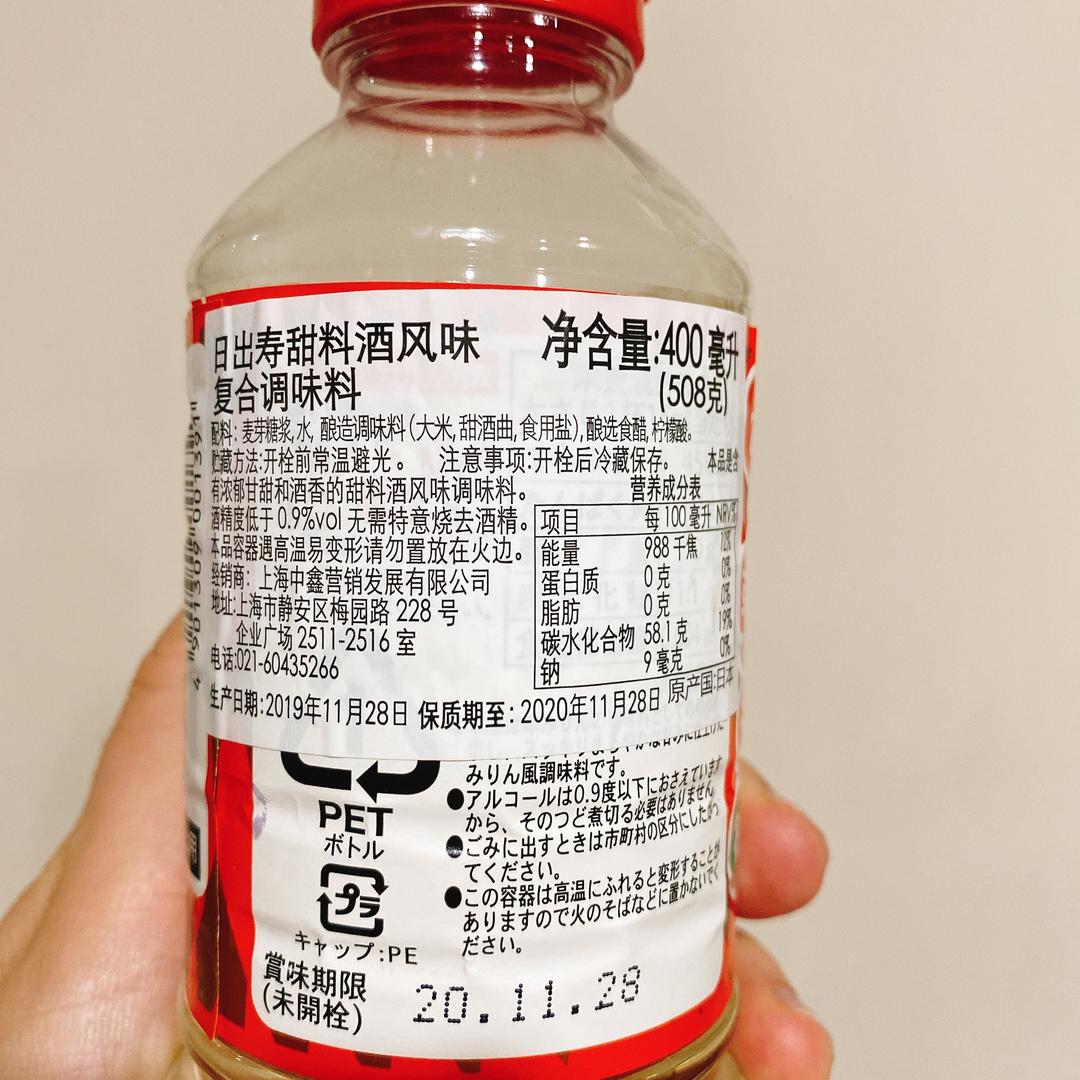 日出寿甜料酒风味
复合调味料
净含量:400毫升
(508克)
配料: 麦芽糖浆, 水, 酿造调味料 (大米, 甜酒曲, 食用盐), 酿造食醋, 柠檬酸。
贮藏方法:开栓前常温避光。 注意事项:开栓后冷藏保存。 本品是含
有浓郁甘甜和酒香的甜料酒风味调味料。
酒精度低于0.9%vol 无需特意烧去酒精。
本品容器遇高温易变形请勿置放在火边。
经销商: 上海中鑫营销发展有限公司
地址:上海市静安区梅园路 228 号
企业广场 2511-2516 室
电话:021-60435266
营养成分表
项目 每100毫升 NRV%
能量 988 千焦 12%
蛋白质 0 克 0%
脂肪 0 克 0%
碳水化合物 58.1 克 19%
钠 9 毫克 0%
生产日期:2019年11月28日 保质期至: 2020年11月28日 原产国:日本
みりん風調味料です。
●アルコールは0.9度以下におさえています
から、そのつど煮切る必要はありません。
●ごみに出すときは市町村の区分にしたがっ
てください。
●この容器は高温にふれると変形することが
ありますので火のそばなどに置かないでく
ださい。
PET
ボトル
プラ
キャップ:PE
賞味期限
(未開栓)
20.11.28